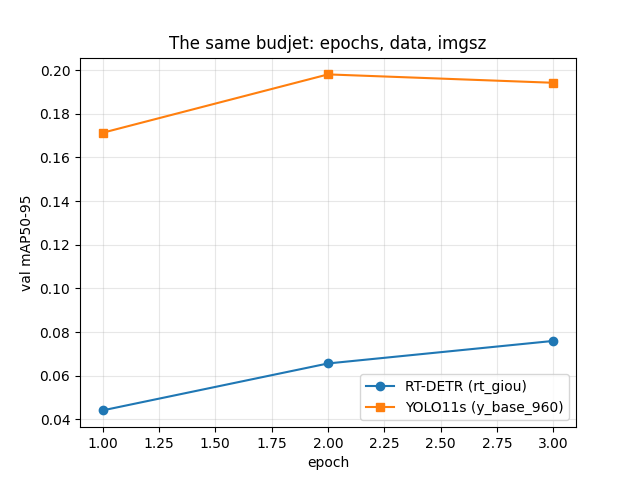 The same budjet: epochs, data, imgsz
0.20
0.18
0.16
0.14
0.12
0.10
0.08
0.06
0.04
val mAP50-95
RT-DETR (rt_giou)
YOLO11s (y_base_960)
1.00 1.25 1.50 1.75 2.00 2.25 2.50 2.75 3.00
epoch